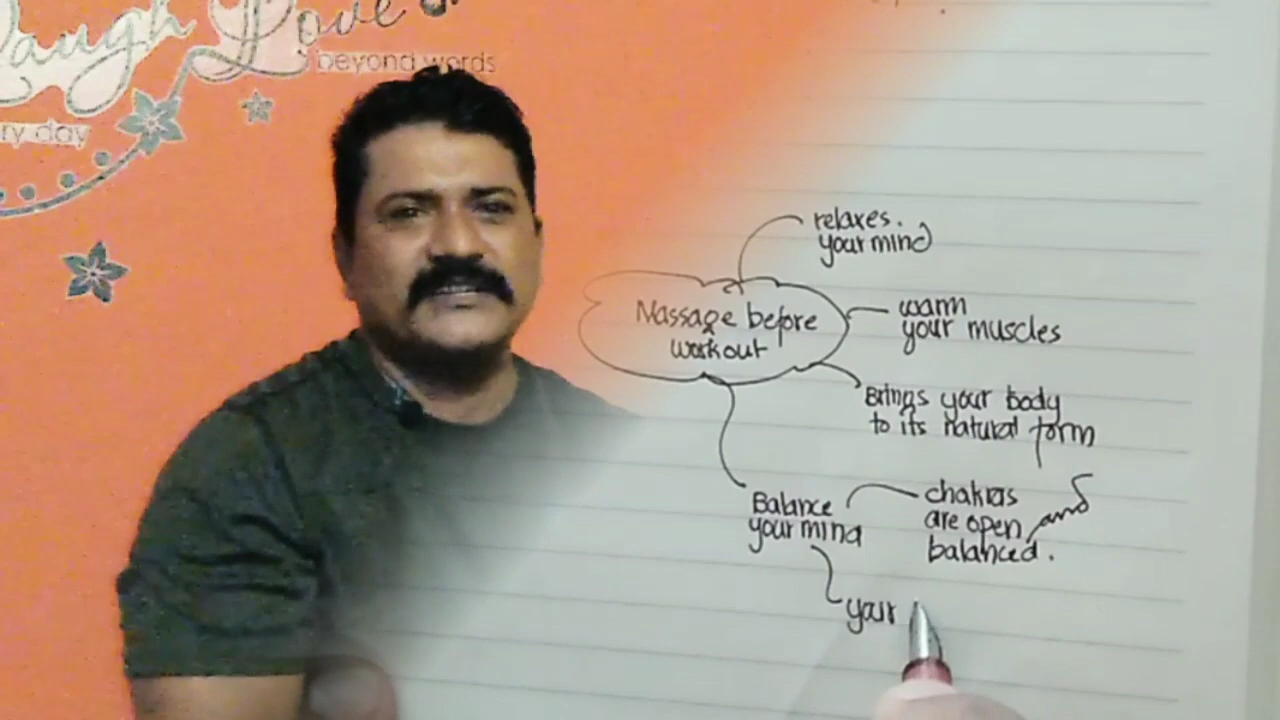 Laugh Love
beyond words
ry day
relaxes.
your mind
Massage before
workout
warm
your muscles
Brings your body
to its natural form
Balance
your mind
chakras
are open and
balanced.
your